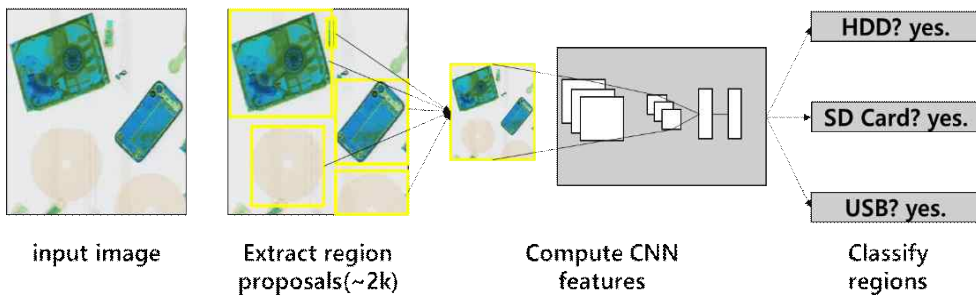 HDD? yes.
SD Card? yes.
USB? yes.
input image
Extract region
proposals(~2k)
Compute CNN
features
Classify
regions